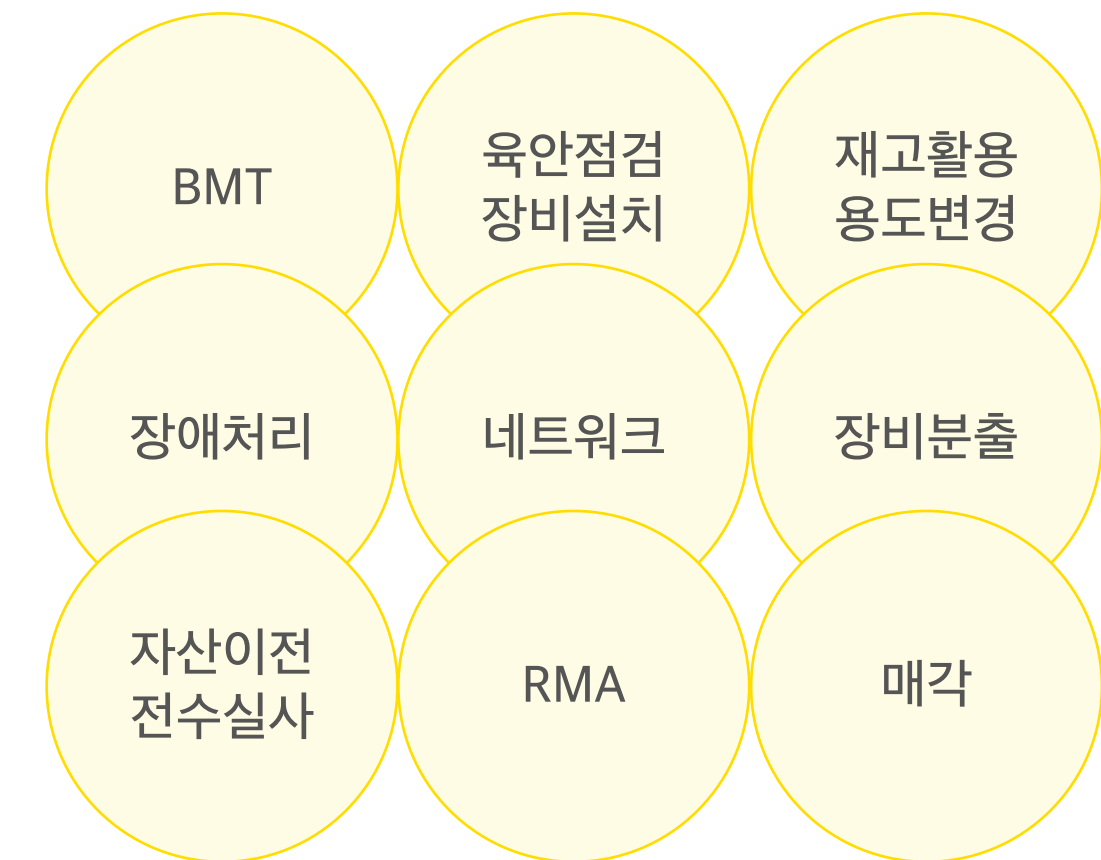 BMT
육안점검
장비설치
재고활용
용도변경
장애처리
네트워크
장비분출
자산이전
전수실사
RMA
매각